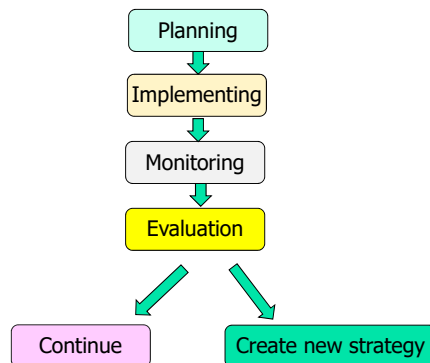 Planning
Implementing
Monitoring
Evaluation
Continue
Create new strategy